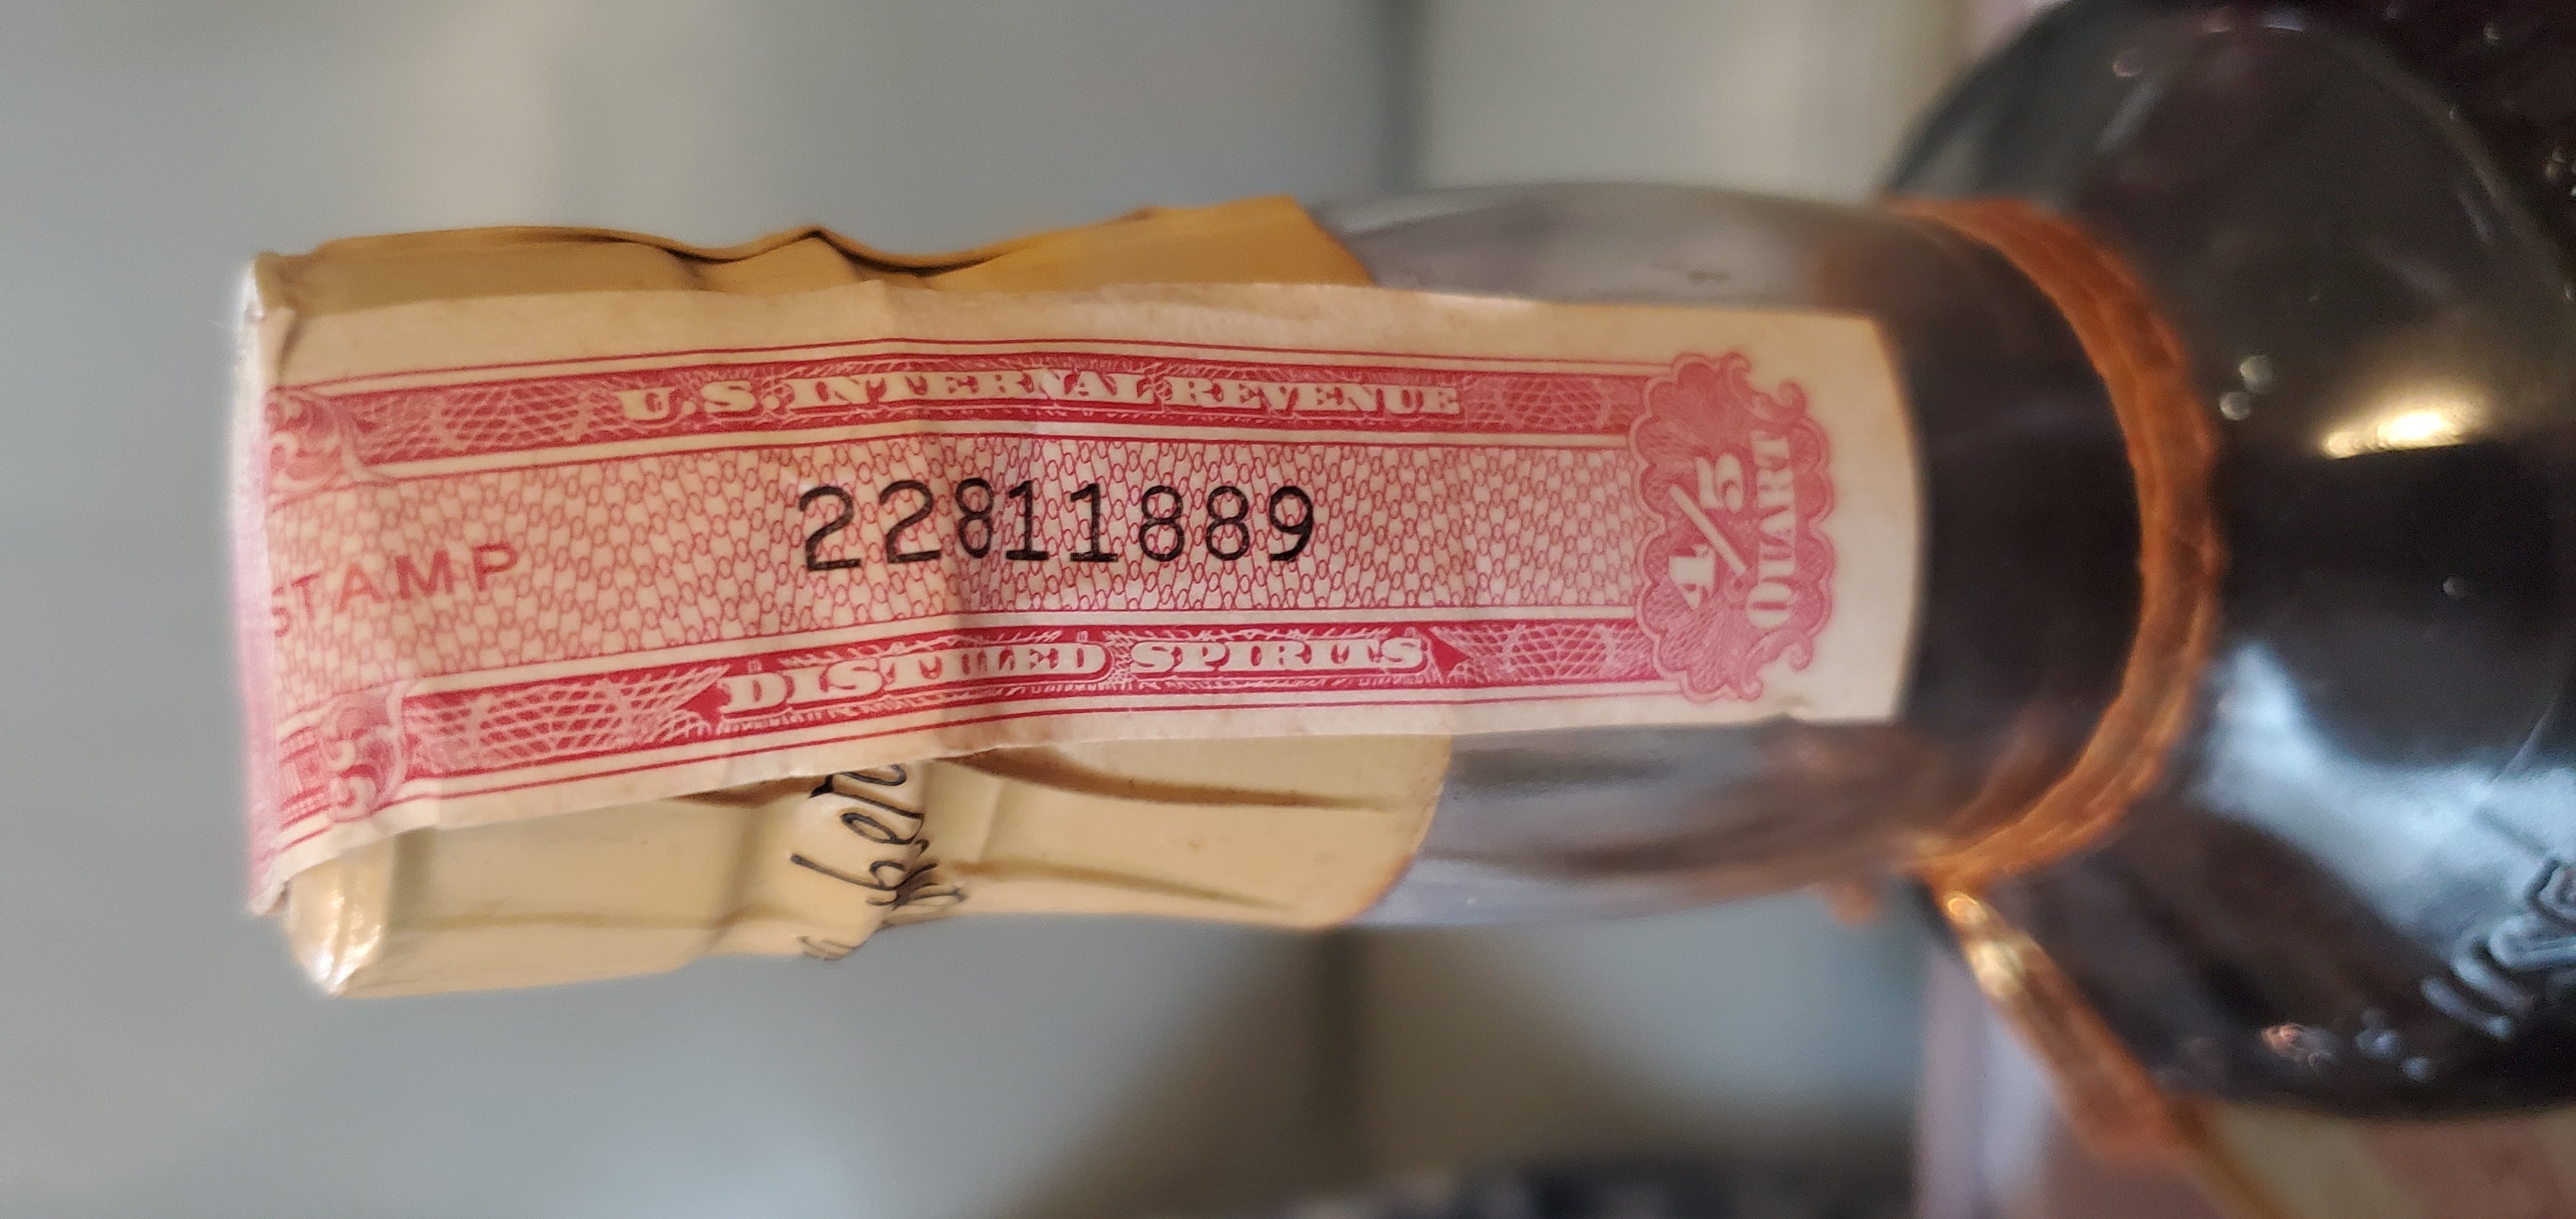 U.S. INTERNAL REVENUE
STAMP
22811889
DISTILLED SPIRITS
4/5
QUART